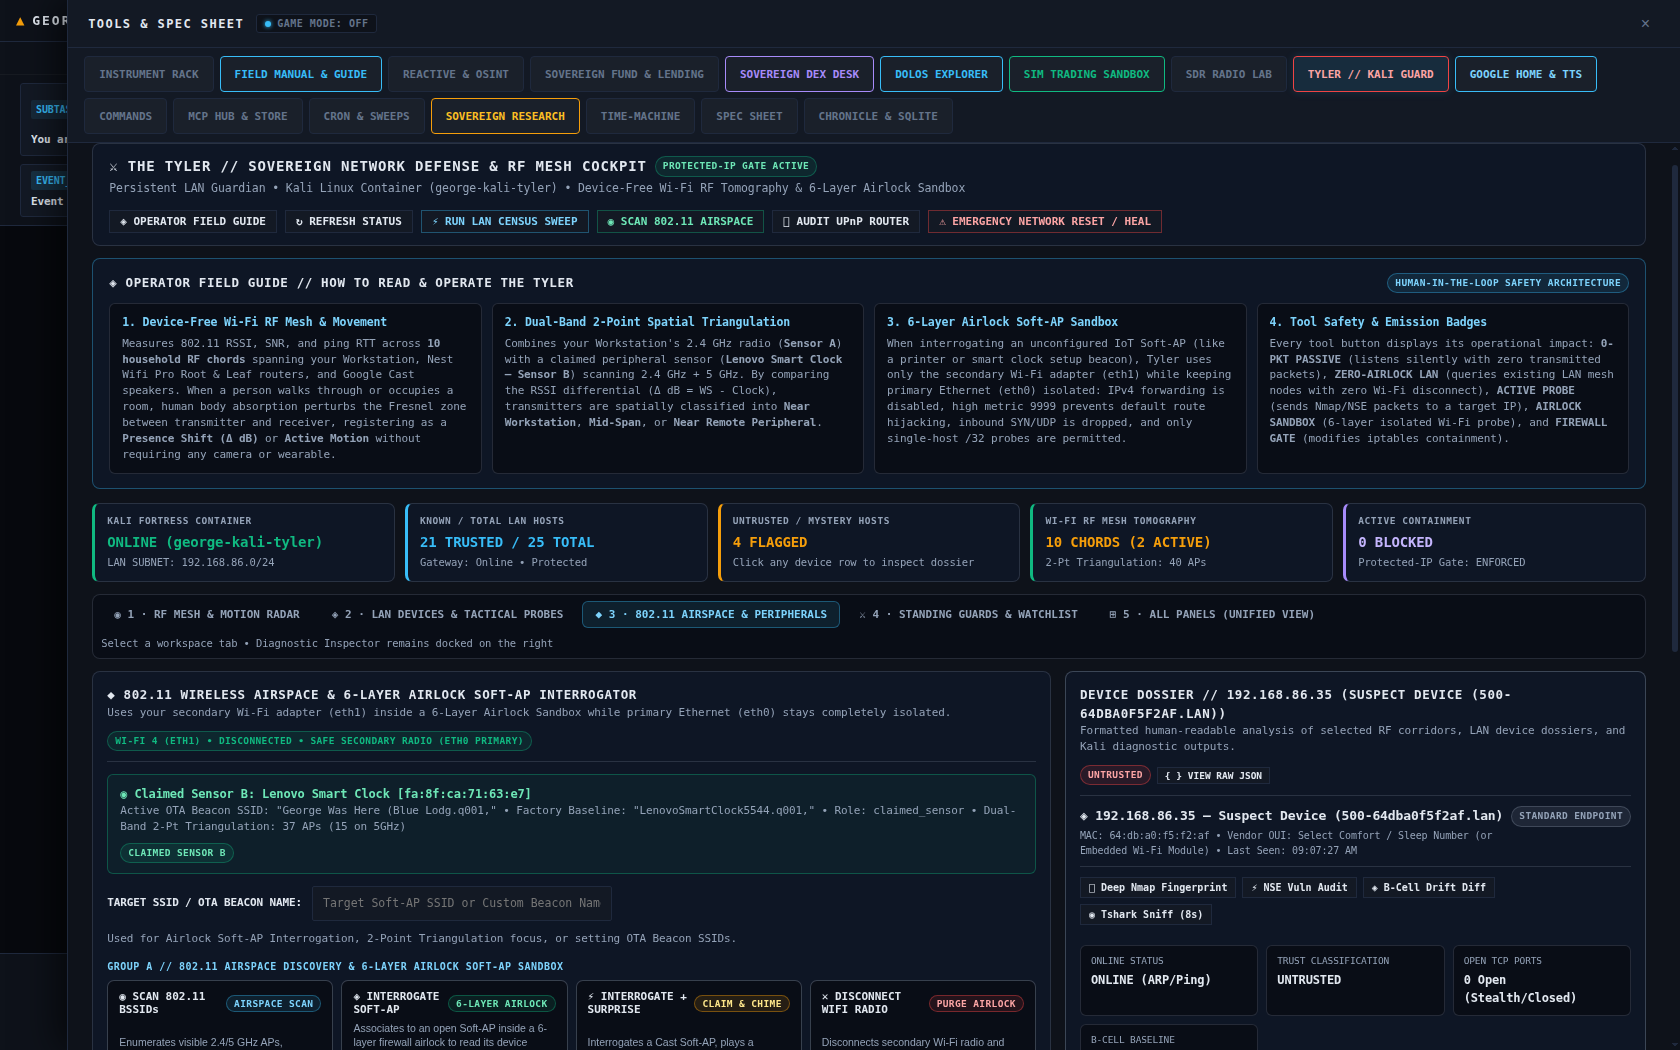 ▲ GEOR
TOOLS & SPEC SHEET
GAME MODE: OFF
×
INSTRUMENT RACK
FIELD MANUAL & GUIDE
REACTIVE & OSINT
SOVEREIGN FUND & LENDING
SOVEREIGN DEX DESK
DOLOS EXPLORER
SIM TRADING SANDBOX
SDR RADIO LAB
TYLER // KALI GUARD
GOOGLE HOME & TTS
COMMANDS
MCP HUB & STORE
CRON & SWEEPS
SOVEREIGN RESEARCH
TIME-MACHINE
SPEC SHEET
CHRONICLE & SQLITE
SUBTAS
You ar
EVENT_
Event
⚔ THE TYLER // SOVEREIGN NETWORK DEFENSE & RF MESH COCKPIT
PROTECTED-IP GATE ACTIVE
Persistent LAN Guardian • Kali Linux Container (george-kali-tyler) • Device-Free Wi-Fi RF Tomography & 6-Layer Airlock Sandbox
◈ OPERATOR FIELD GUIDE
↻ REFRESH STATUS
⚡ RUN LAN CENSUS SWEEP
◉ SCAN 802.11 AIRSPACE
AUDIT UPnP ROUTER
⚠ EMERGENCY NETWORK RESET / HEAL
◈ OPERATOR FIELD GUIDE // HOW TO READ & OPERATE THE TYLER
HUMAN-IN-THE-LOOP SAFETY ARCHITECTURE
1. Device-Free Wi-Fi RF Mesh & Movement
Measures 802.11 RSSI, SNR, and ping RTT across 10
household RF chords spanning your Workstation, Nest
Wifi Pro Root & Leaf routers, and Google Cast
speakers. When a person walks through or occupies a
room, human body absorption perturbs the Fresnel zone
between transmitter and receiver, registering as a
Presence Shift (Δ dB) or Active Motion without
requiring any camera or wearable.
2. Dual-Band 2-Point Spatial Triangulation
Combines your Workstation's 2.4 GHz radio (Sensor A)
with a claimed peripheral sensor (Lenovo Smart Clock
— Sensor B) scanning 2.4 GHz + 5 GHz. By comparing
the RSSI differential (Δ dB = WS - Clock),
transmitters are spatially classified into Near
Workstation, Mid-Span, or Near Remote Peripheral.
3. 6-Layer Airlock Soft-AP Sandbox
When interrogating an unconfigured IoT Soft-AP (like
a printer or smart clock setup beacon), Tyler uses
only the secondary Wi-Fi adapter (eth1) while keeping
primary Ethernet (eth0) isolated: IPv4 forwarding is
disabled, high metric 9999 prevents default route
hijacking, inbound SYN/UDP is dropped, and only
single-host /32 probes are permitted.
4. Tool Safety & Emission Badges
Every tool button displays its operational impact: 0-
PKT PASSIVE (listens silently with zero transmitted
packets), ZERO-AIRLOCK LAN (queries existing LAN mesh
nodes with zero Wi-Fi disconnect), ACTIVE PROBE
(sends Nmap/NSE packets to a target IP), AIRLOCK
SANDBOX (6-layer isolated Wi-Fi probe), and FIREWALL
GATE (modifies iptables containment).
KALI FORTRESS CONTAINER
ONLINE (george-kali-tyler)
LAN SUBNET: 192.168.86.0/24
KNOWN / TOTAL LAN HOSTS
21 TRUSTED / 25 TOTAL
Gateway: Online • Protected
UNTRUSTED / MYSTERY HOSTS
4 FLAGGED
Click any device row to inspect dossier
WI-FI RF MESH TOMOGRAPHY
10 CHORDS (2 ACTIVE)
2-Pt Triangulation: 40 APs
ACTIVE CONTAINMENT
0 BLOCKED
Protected-IP Gate: ENFORCED
◉ 1 · RF MESH & MOTION RADAR
◈ 2 · LAN DEVICES & TACTICAL PROBES
◆ 3 · 802.11 AIRSPACE & PERIPHERALS
⚔ 4 · STANDING GUARDS & WATCHLIST
⊞ 5 · ALL PANELS (UNIFIED VIEW)
Select a workspace tab • Diagnostic Inspector remains docked on the right
◆ 802.11 WIRELESS AIRSPACE & 6-LAYER AIRLOCK SOFT-AP INTERROGATOR
Uses your secondary Wi-Fi adapter (eth1) inside a 6-Layer Airlock Sandbox while primary Ethernet (eth0) stays completely isolated.
WI-FI 4 (ETH1) • DISCONNECTED • SAFE SECONDARY RADIO (ETH0 PRIMARY)
◉ Claimed Sensor B: Lenovo Smart Clock [fa:8f:ca:71:63:e7]
Active OTA Beacon SSID: "George Was Here (Blue Lodg.q001," • Factory Baseline: "LenovoSmartClock5544.q001," • Role: claimed_sensor • Dual-
Band 2-Pt Triangulation: 37 APs (15 on 5GHz)
CLAIMED SENSOR B
TARGET SSID / OTA BEACON NAME:
Target Soft-AP SSID or Custom Beacon Nam
Used for Airlock Soft-AP Interrogation, 2-Point Triangulation focus, or setting OTA Beacon SSIDs.
GROUP A // 802.11 AIRSPACE DISCOVERY & 6-LAYER AIRLOCK SOFT-AP SANDBOX
◉ SCAN 802.11
BSSIDs
AIRSPACE SCAN
Enumerates visible 2.4/5 GHz APs,
◈ INTERROGATE
SOFT-AP
6-LAYER AIRLOCK
Associates to an open Soft-AP inside a 6-
layer firewall airlock to read its device
⚡ INTERROGATE +
SURPRISE
CLAIM & CHIME
Interrogates a Cast Soft-AP, plays a
✕ DISCONNECT
WIFI RADIO
PURGE AIRLOCK
Disconnects secondary Wi-Fi radio and
DEVICE DOSSIER // 192.168.86.35 (SUSPECT DEVICE (500-
64DBA0F5F2AF.LAN))
Formatted human-readable analysis of selected RF corridors, LAN device dossiers, and
Kali diagnostic outputs.
UNTRUSTED
{ } VIEW RAW JSON
◈ 192.168.86.35 — Suspect Device (500-64dba0f5f2af.lan)
STANDARD ENDPOINT
MAC: 64:db:a0:f5:f2:af • Vendor OUI: Select Comfort / Sleep Number (or
Embedded Wi-Fi Module) • Last Seen: 09:07:27 AM
Deep Nmap Fingerprint
⚡ NSE Vuln Audit
◈ B-Cell Drift Diff
◉ Tshark Sniff (8s)
ONLINE STATUS
ONLINE (ARP/Ping)
TRUST CLASSIFICATION
UNTRUSTED
OPEN TCP PORTS
0 Open
(Stealth/Closed)
B-CELL BASELINE